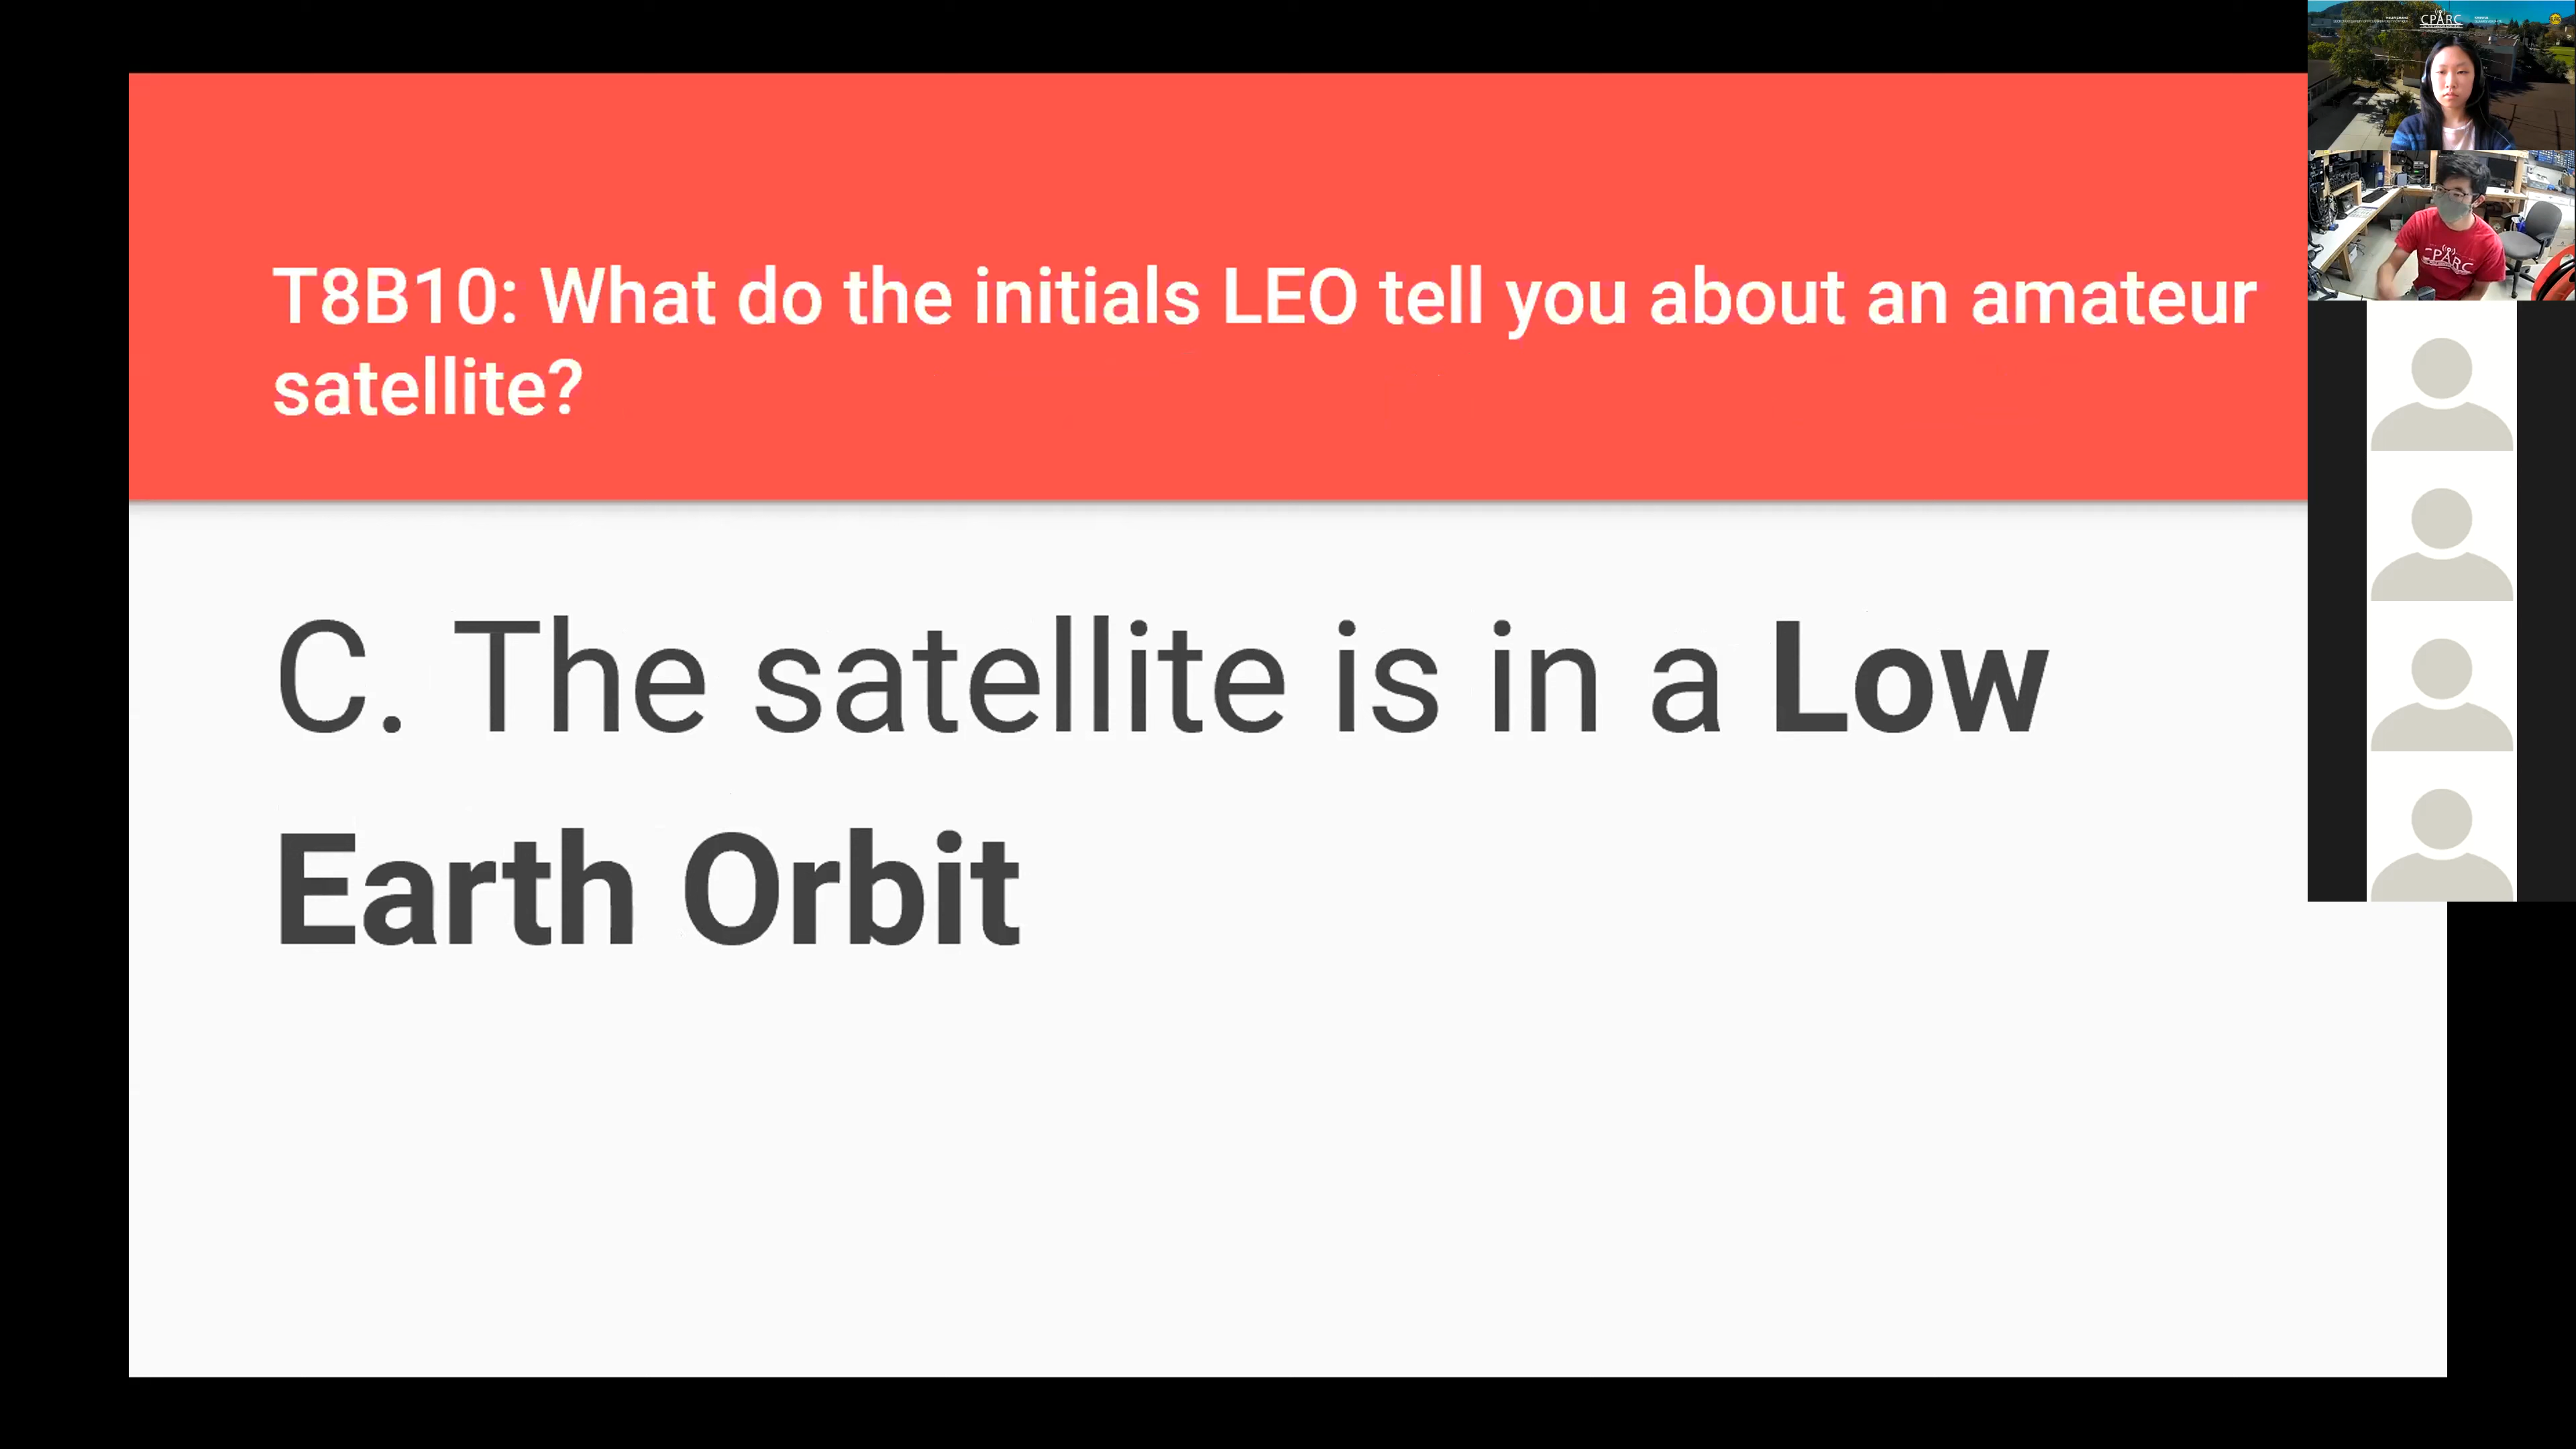 T8B10: What do the initials LEO tell you about an amateur
satellite?
C. The satellite is in a Low
Earth Orbit
CPARC
CPARC